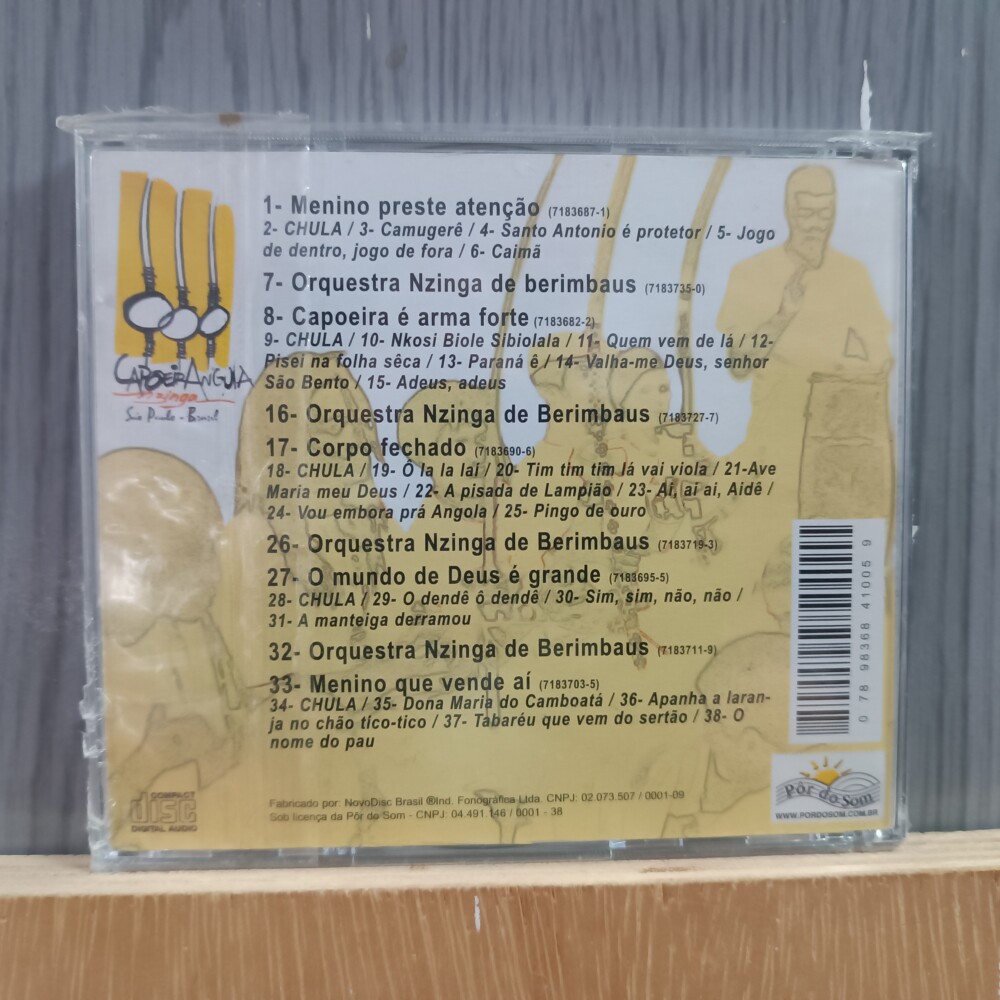 1- Menino preste atenção (7183687-1)
2- CHULA / 3- Camugerê / 4- Santo Antonio é protetor / 5- Jogo
de dentro, jogo de fora / 6- Caimã
7- Orquestra Nzinga de berimbaus (7183735-0)
8- Capoeira é arma forte (7183682-2)
9- CHULA / 10- Nkosi Biole Sibiolala / 11- Quem vem de lá / 12-
Pisei na folha sêca / 13- Paraná ê / 14- Valha-me Deus, senhor
São Bento / 15- Adeus, adeus
16- Orquestra Nzinga de Berimbaus (7183727-7)
17- Corpo fechado (7183690-6)
18- CHULA / 19- Ô la la laí / 20- Tim tim tim lá vai viola / 21-Ave
Maria meu Deus / 22- A pisada de Lampião / 23- Ai, ai ai, Aidê /
24- Vou embora prá Angola / 25- Pingo de ouro
26- Orquestra Nzinga de Berimbaus (7183719-3)
27- O mundo de Deus é grande (7183695-5)
28- CHULA / 29- O dendê ô dendê / 30- Sim, sim, não, não /
31- A manteiga derramou
32- Orquestra Nzinga de Berimbaus (7183711-9)
33- Menino que vende aí (7183703-5)
34- CHULA / 35- Dona Maria do Camboatá / 36- Apanha a laran-
ja no chão tíco-tico / 37- Tabaréu que vem do sertão / 38- O
nome do pau
CAPOEIRANGOLA
nzinga
São Paulo - Brasil
0 78 98368 41005 9
Pôr do Som
WWW.PORDOSOM.COM.BR
COMPACT
disc
DIGITAL AUDIO
Fabricado por: NovoDisc Brasil ®Ind. Fonográfica Ltda. CNPJ: 02.073.507 / 0001-09
Sob licença da Pôr do Som - CNPJ: 04.491.146 / 0001 - 38